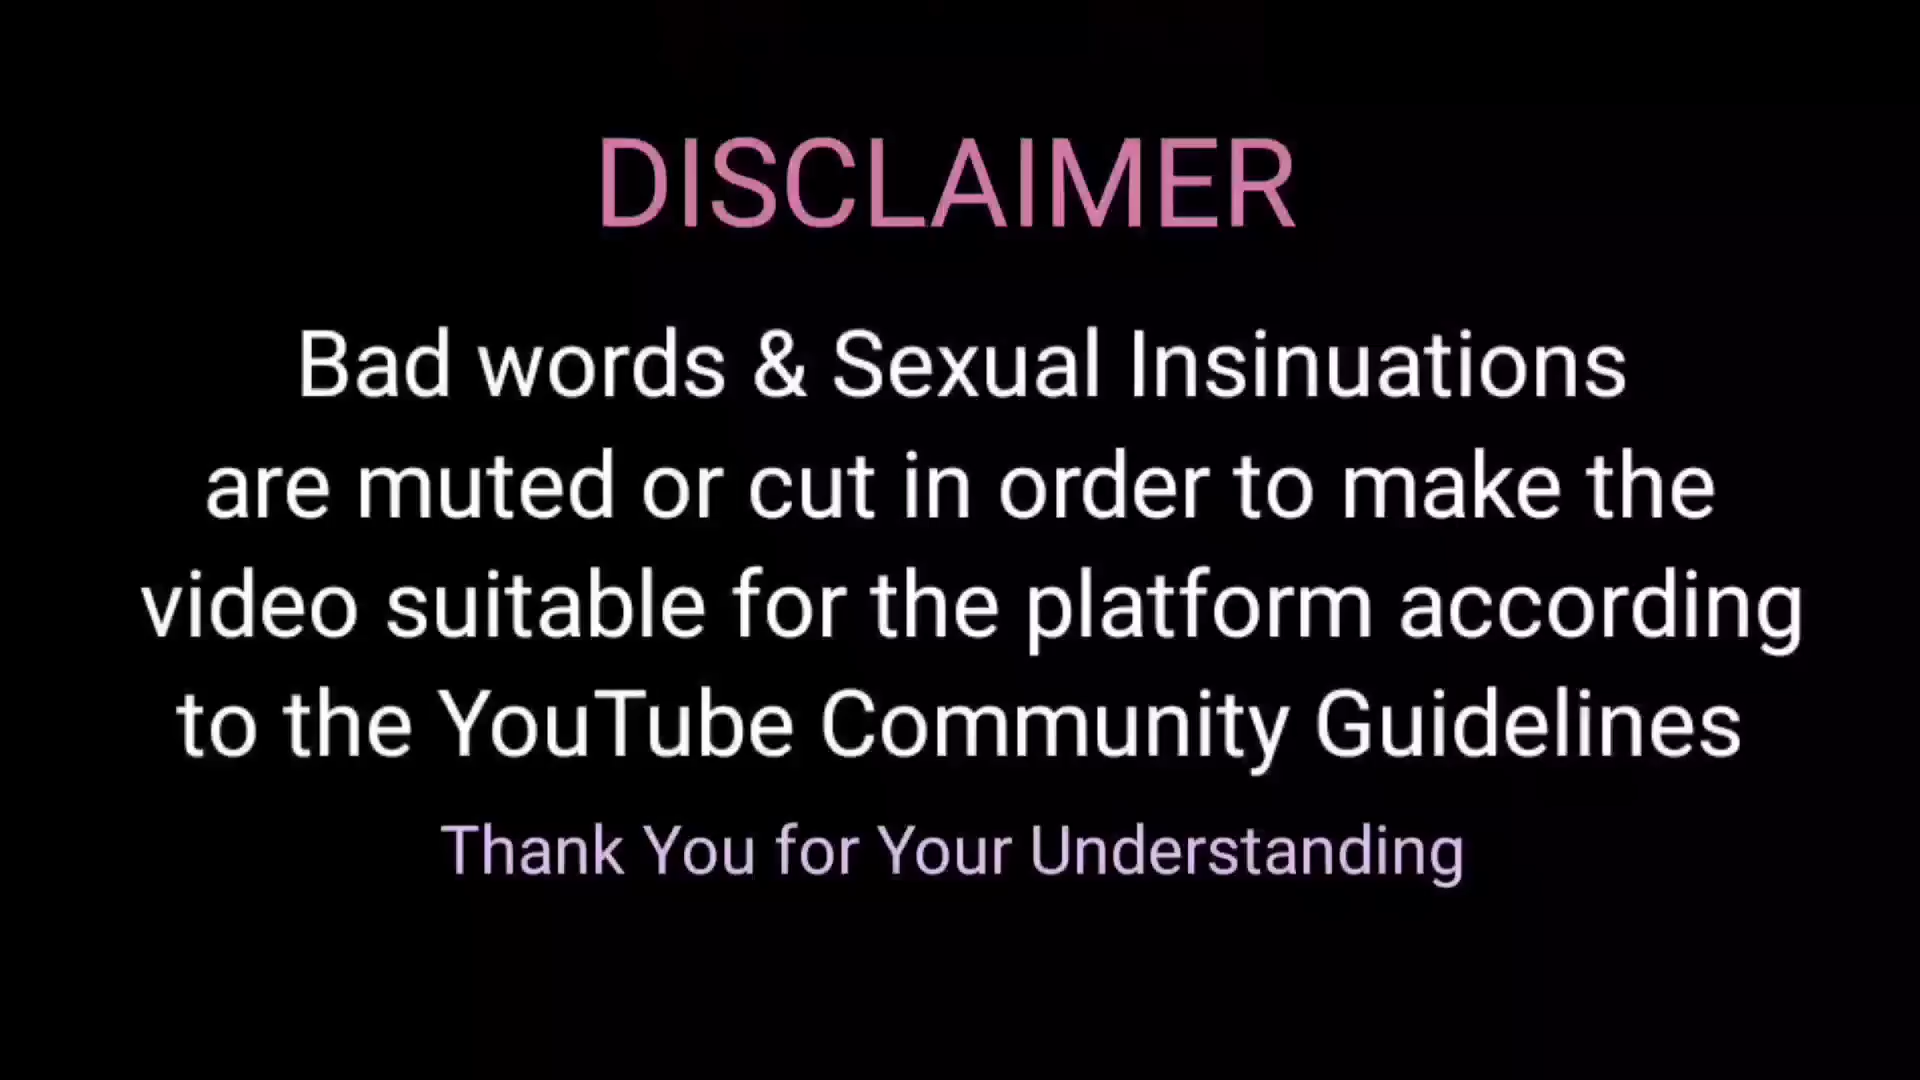 DISCLAIMER
Bad words & Sexual Insinuations
are muted or cut in order to make the
video suitable for the platform according
to the YouTube Community Guidelines
Thank You for Your Understanding